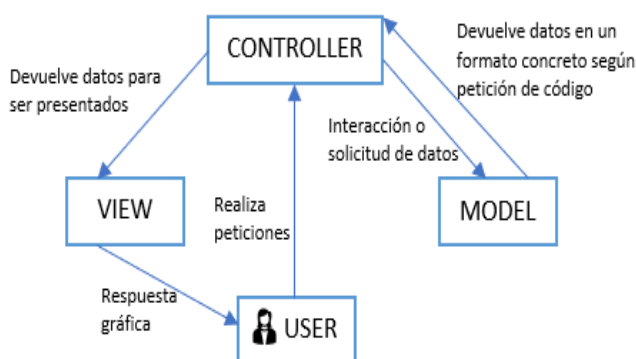 CONTROLLER
Devuelve datos en un
formato concreto según
petición de código
Devuelve datos para
ser presentados
Interacción o
solicitud de datos
VIEW
Realiza
peticiones
MODEL
Respuesta
gráfica
USER